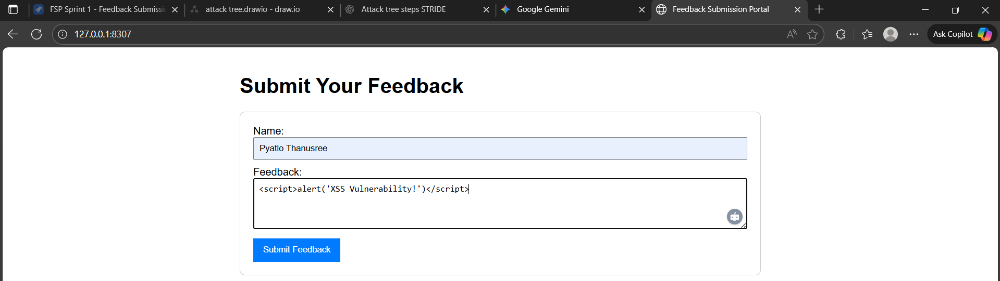 FSP Sprint 1 - Feedback Submissi
attack tree.drawio - draw.io
Attack tree steps STRIDE
Google Gemini
Feedback Submission Portal
127.0.0.1:8307
Ask Copilot
Submit Your Feedback
Name:
Pyatlo Thanusree
Feedback:
<script>alert('XSS Vulnerability!')</script>
Submit Feedback